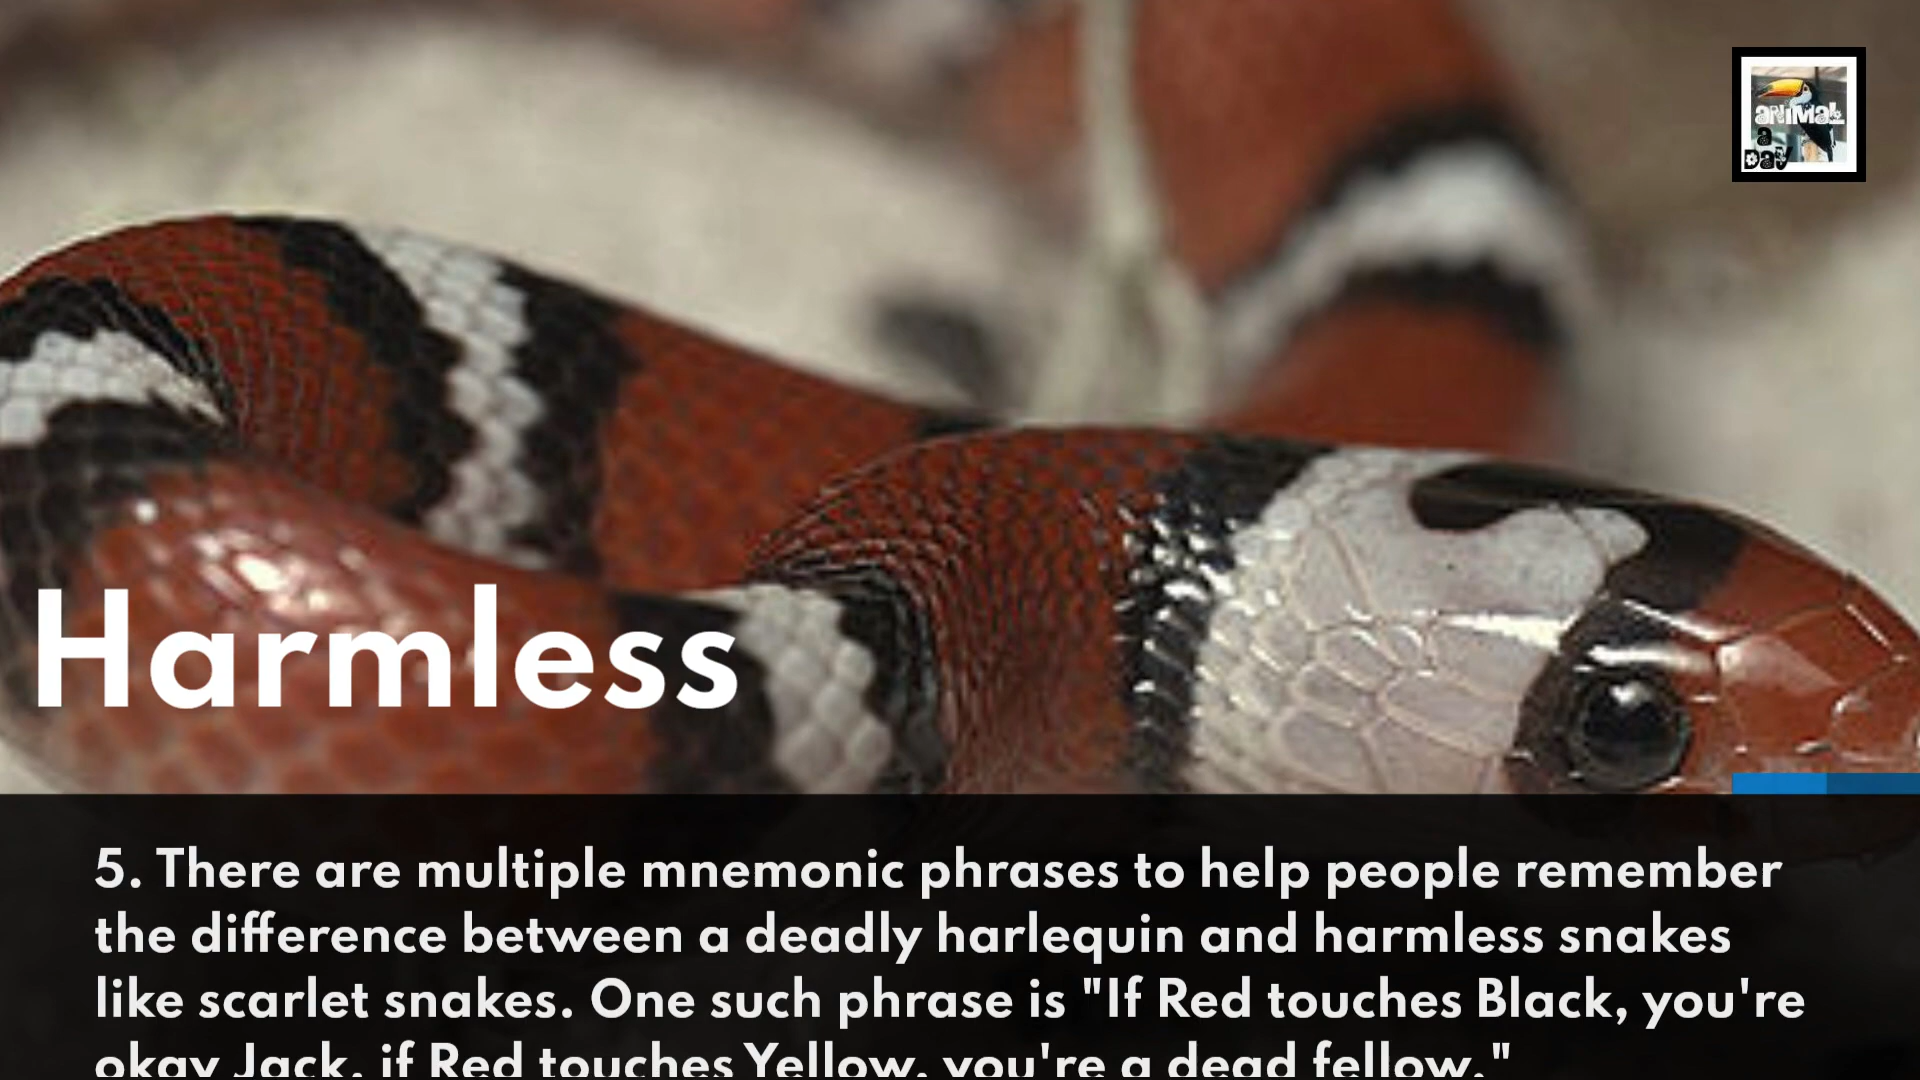 aNiMaL
a
Day
Harmless
5. There are multiple mnemonic phrases to help people remember
the difference between a deadly harlequin and harmless snakes
like scarlet snakes. One such phrase is "If Red touches Black, you're
okay Jack, if Red touches Yellow, you're a dead fellow."